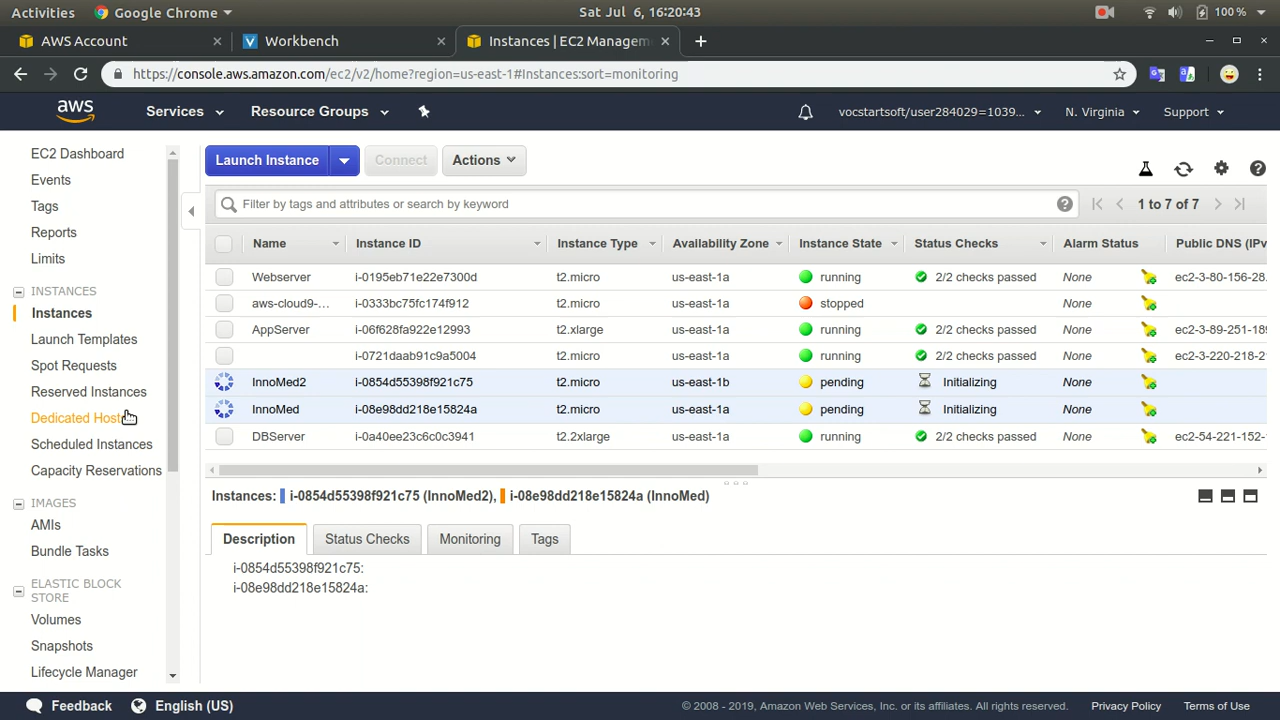 Activities Google Chrome Sat Jul 6, 16:20:43 100 %
AWS Account Workbench Instances | EC2 Managem
https://console.aws.amazon.com/ec2/v2/home?region=us-east-1#Instances:sort=monitoring
aws Services Resource Groups vocstartsoft/user284029=1039... N. Virginia Support
EC2 Dashboard
Events
Tags
Reports
Limits
INSTANCES
Instances
Launch Templates
Spot Requests
Reserved Instances
Dedicated Hosts
Scheduled Instances
Capacity Reservations
IMAGES
AMIs
Bundle Tasks
ELASTIC BLOCK
STORE
Volumes
Snapshots
Lifecycle Manager
Launch Instance Connect Actions
Filter by tags and attributes or search by keyword 1 to 7 of 7
Name Instance ID Instance Type Availability Zone Instance State Status Checks Alarm Status Public DNS (IPv
Webserver i-0195eb71e22e7300d t2.micro us-east-1a running 2/2 checks passed None ec2-3-80-156-28.
aws-cloud9-... i-0333bc75fc174f912 t2.micro us-east-1a stopped None
AppServer i-06f628fa922e12993 t2.xlarge us-east-1a running 2/2 checks passed None ec2-3-89-251-189
i-0721daab91c9a5004 t2.micro us-east-1a running 2/2 checks passed None ec2-3-220-218-2
InnoMed2 i-0854d55398f921c75 t2.micro us-east-1b pending Initializing None
InnoMed i-08e98dd218e15824a t2.micro us-east-1a pending Initializing None
DBServer i-0a40ee23c6c0c3941 t2.2xlarge us-east-1a running 2/2 checks passed None ec2-54-221-152-
Instances: i-0854d55398f921c75 (InnoMed2), i-08e98dd218e15824a (InnoMed)
Description Status Checks Monitoring Tags
i-0854d55398f921c75:
i-08e98dd218e15824a:
Feedback English (US) © 2008 - 2019, Amazon Web Services, Inc. or its affiliates. All rights reserved. Privacy Policy Terms of Use